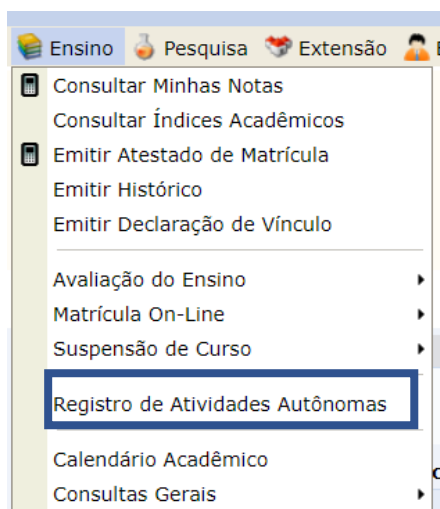 Ensino Pesquisa Extensão
Consultar Minhas Notas
Consultar Índices Acadêmicos
Emitir Atestado de Matrícula
Emitir Histórico
Emitir Declaração de Vínculo
Avaliação do Ensino
Matrícula On-Line
Suspensão de Curso
Registro de Atividades Autônomas
Calendário Acadêmico
Consultas Gerais